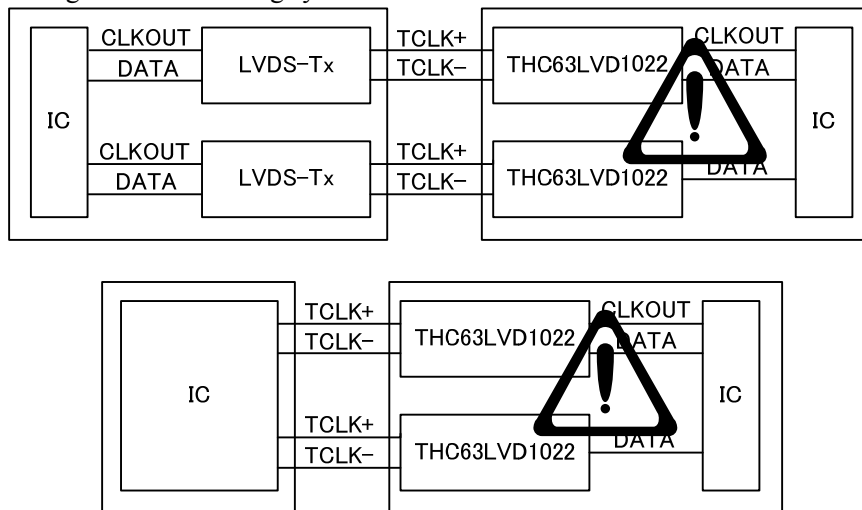 CLKOUT TCLK+ CLKOUT
DATA LVDS-Tx TCLK- THC63LVD1022 DATA
IC IC
CLKOUT TCLK+
DATA LVDS-Tx TCLK- THC63LVD1022 DATA
TCLK+ CLKOUT
TCLK- THC63LVD1022 DATA
IC IC
TCLK+
TCLK- THC63LVD1022 DATA